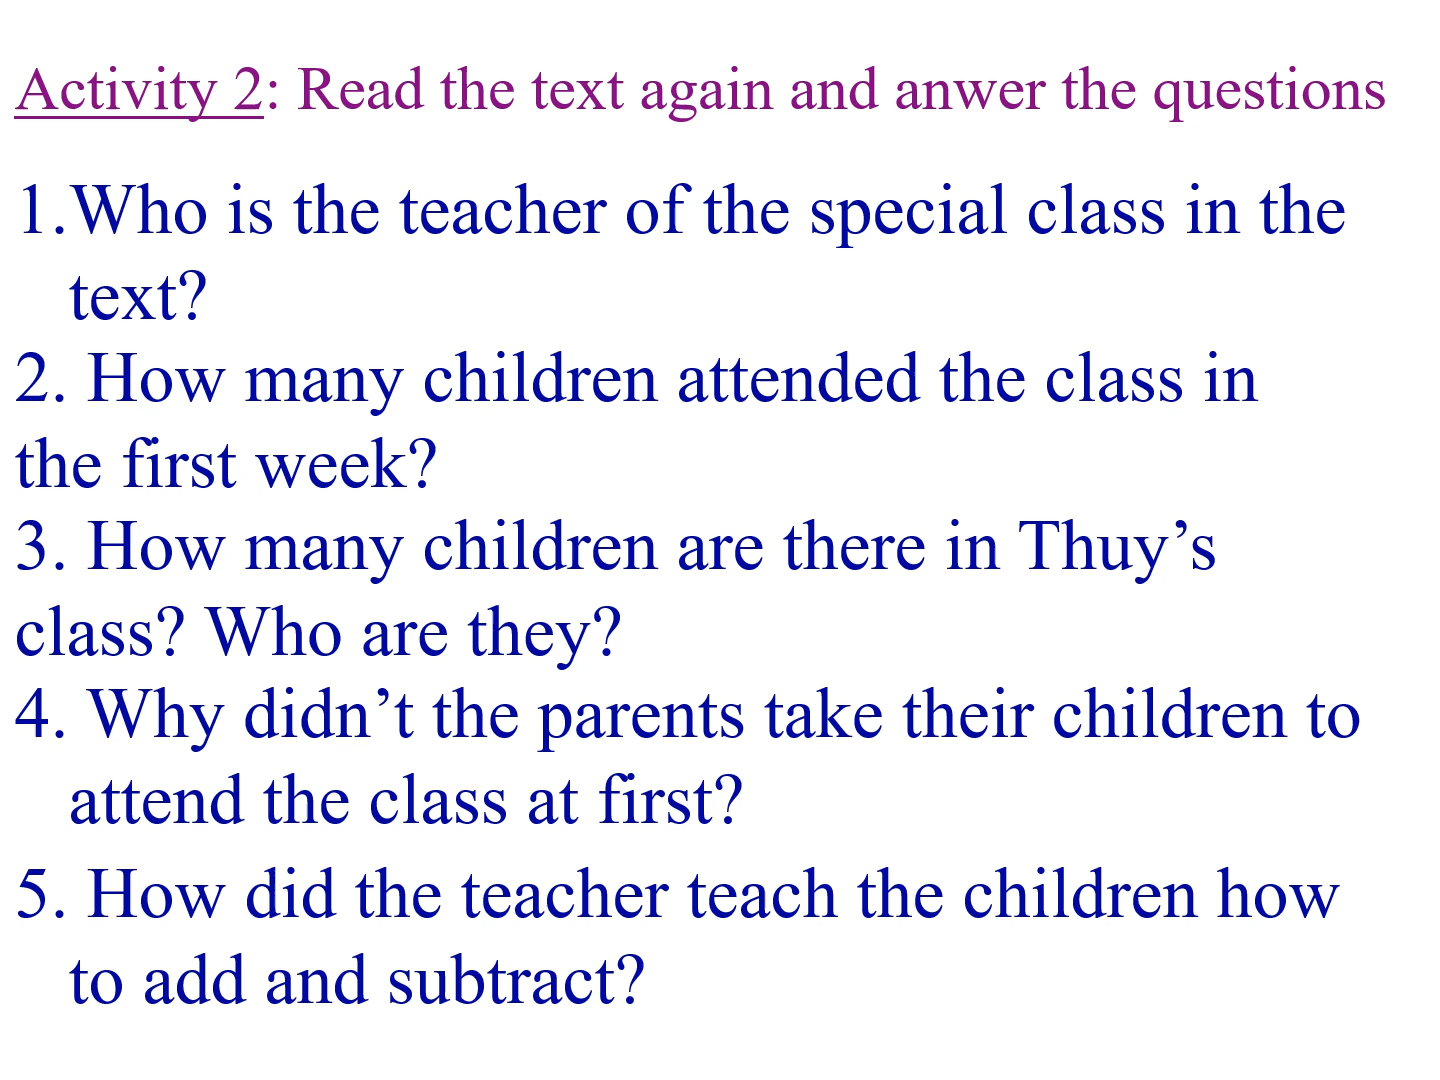 Activity 2: Read the text again and anwer the questions
1.Who is the teacher of the special class in the
text?
2. How many children attended the class in
the first week?
3. How many children are there in Thuy’s
class? Who are they?
4. Why didn’t the parents take their children to
attend the class at first?
5. How did the teacher teach the children how
to add and subtract?